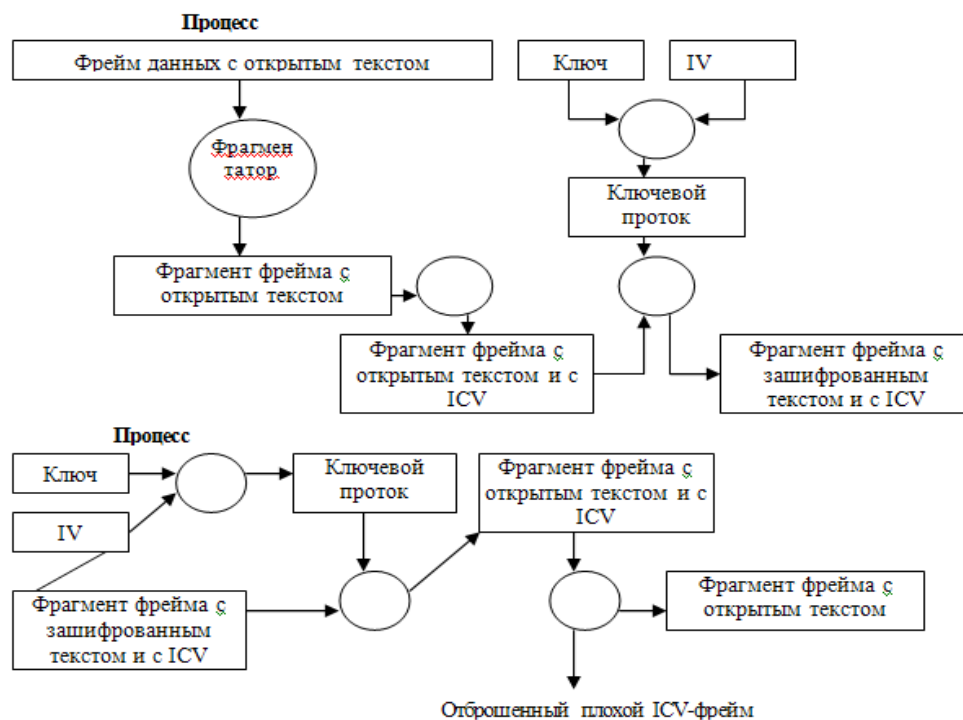 Процесс
Фрейм данных с открытым текстом
Ключ
IV
Фрагмен
татор
Ключевой
проток
Фрагмент фрейма с
открытым текстом
Фрагмент фрейма с
открытым текстом и с
ICV
Фрагмент фрейма с
зашифрованным
текстом и с ICV
Процесс
Ключ
IV
Фрагмент фрейма с
зашифрованным
текстом и с ICV
Ключевой
проток
Фрагмент фрейма с
открытым текстом и с
ICV
Фрагмент фрейма с
открытым текстом
Отброшенный плохой ICV-фрейм